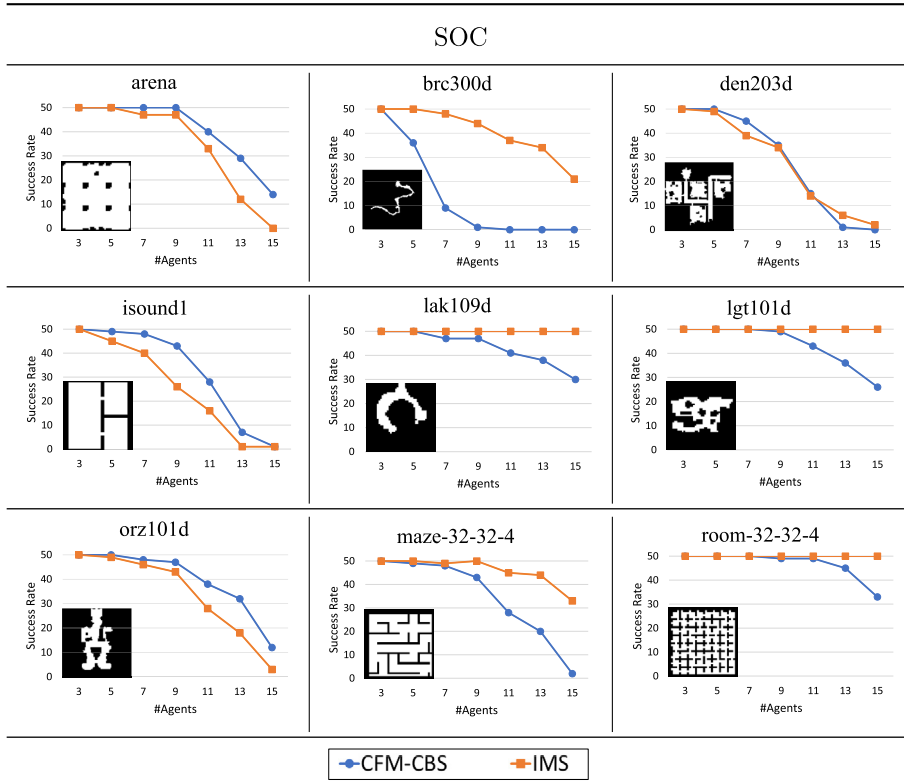 SOC
arena
50
40
30
20
10
0
Success Rate
3 5 7 9 11 13 15
#Agents
brc300d
50
40
30
20
10
0
Success Rate
3 5 7 9 11 13 15
#Agents
den203d
50
40
30
20
10
0
Success Rate
3 5 7 9 11 13 15
#Agents
isound1
50
40
30
20
10
0
Success Rate
3 5 7 9 11 13 15
#Agents
lak109d
50
40
30
20
10
0
Success Rate
3 5 7 9 11 13 15
#Agents
lgt101d
50
40
30
20
10
0
Success Rate
3 5 7 9 11 13 15
#Agents
orz101d
50
40
30
20
10
0
Success Rate
3 5 7 9 11 13 15
#Agents
maze-32-32-4
50
40
30
20
10
0
Success Rate
3 5 7 9 11 13 15
#Agents
room-32-32-4
50
40
30
20
10
0
Success Rate
3 5 7 9 11 13 15
#Agents
CFM-CBS IMS